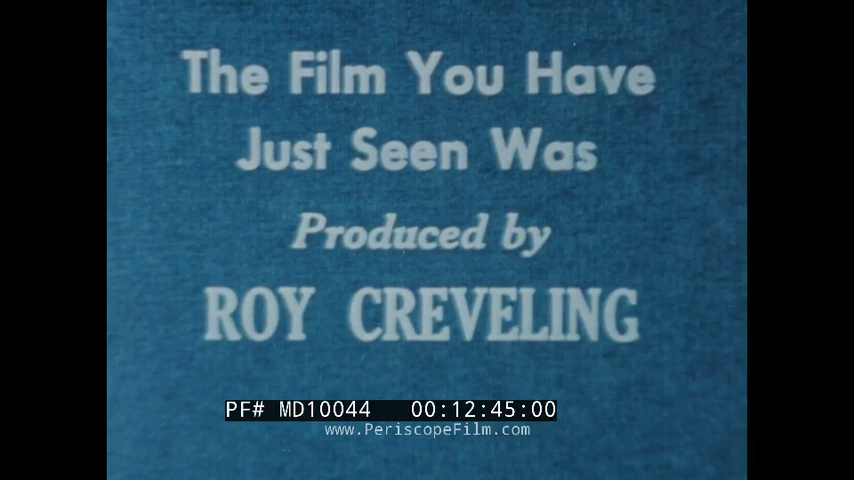 The Film You Have
Just Seen Was
Produced by
ROY CREVELING
PF# MD10044 00:12:45:00
www.PeriscopeFilm.com